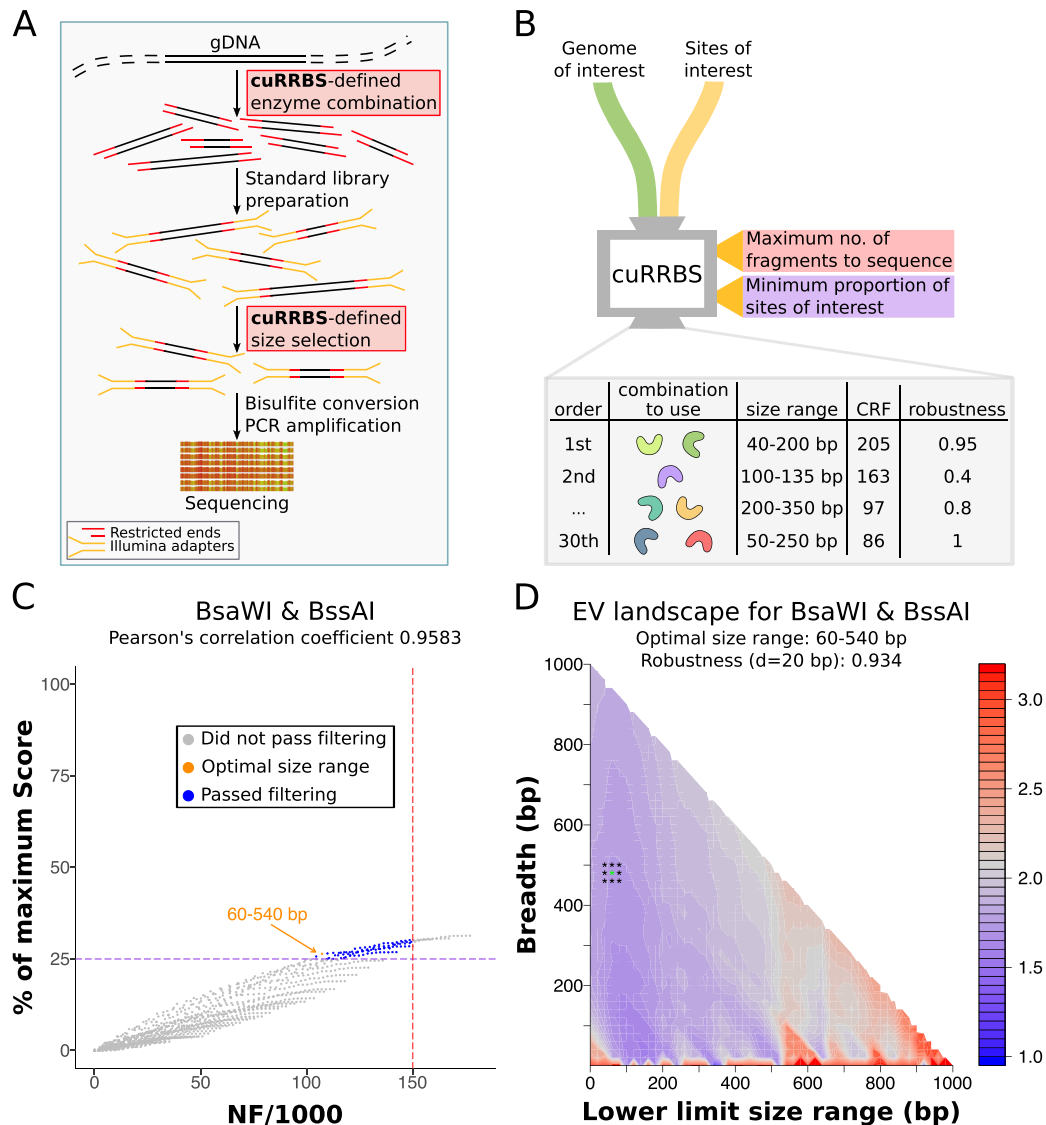 A
gDNA
cuRRBS-defined
enzyme combination
Standard library
preparation
cuRRBS-defined
size selection
Bisulfite conversion
PCR amplification
Sequencing
Restricted ends
Illumina adapters
B
Genome
of interest
Sites of
interest
cuRRBS
Maximum no. of
fragments to sequence
Minimum proportion of
sites of interest
order combination to use size range CRF robustness
1st 40-200 bp 205 0.95
2nd 100-135 bp 163 0.4
... 200-350 bp 97 0.8
30th 50-250 bp 86 1
C
BsaWI & BssAI
Pearson's correlation coefficient 0.9583
% of maximum Score
100
75
50
25
0
Did not pass filtering
Optimal size range
Passed filtering
60-540 bp
0 50 100 150
NF/1000
D
EV landscape for BsaWI & BssAI
Optimal size range: 60-540 bp
Robustness (d=20 bp): 0.934
Breadth (bp)
1000
800
600
400
200
0 200 400 600 800 1000
Lower limit size range (bp)
3.0
2.5
2.0
1.5
1.0